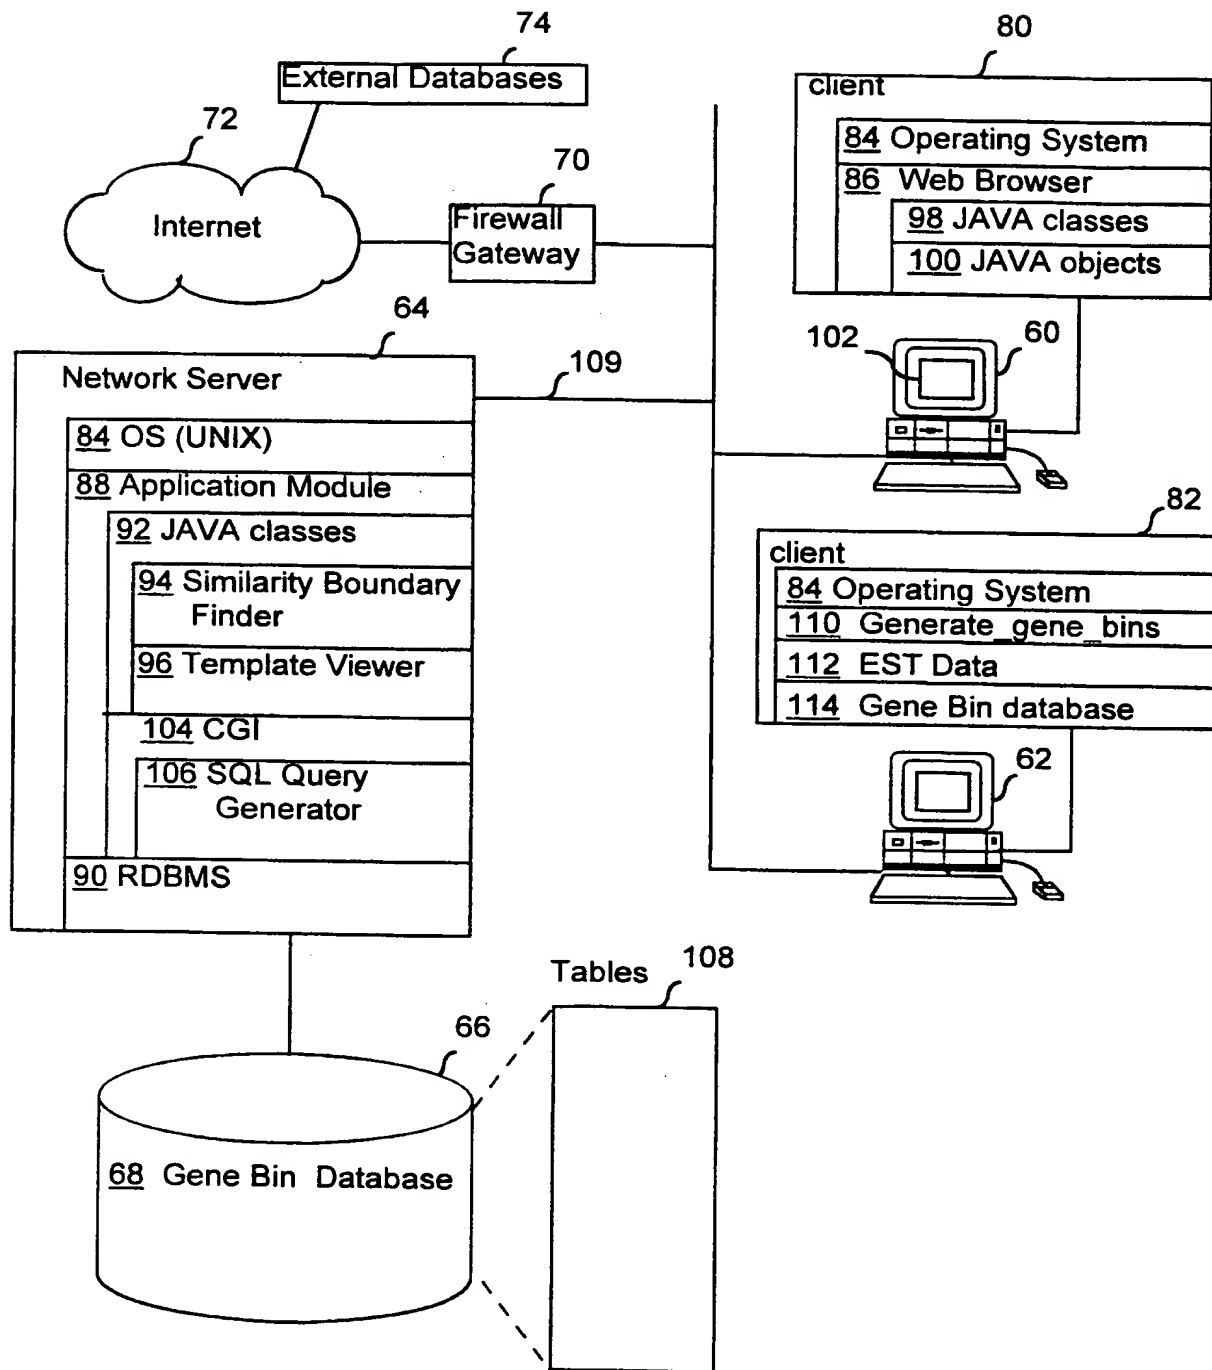 74
External Databases
72
Internet
70
Firewall
Gateway
80
client
84 Operating System
86 Web Browser
98 JAVA classes
100 JAVA objects
64
Network Server
84 OS (UNIX)
88 Application Module
92 JAVA classes
94 Similarity Boundary
Finder
96 Template Viewer
104 CGI
106 SQL Query
Generator
90 RDBMS
109
102
60
82
client
84 Operating System
110 Generate_gene_bins
112 EST Data
114 Gene Bin database
62
66
68 Gene Bin Database
Tables
108